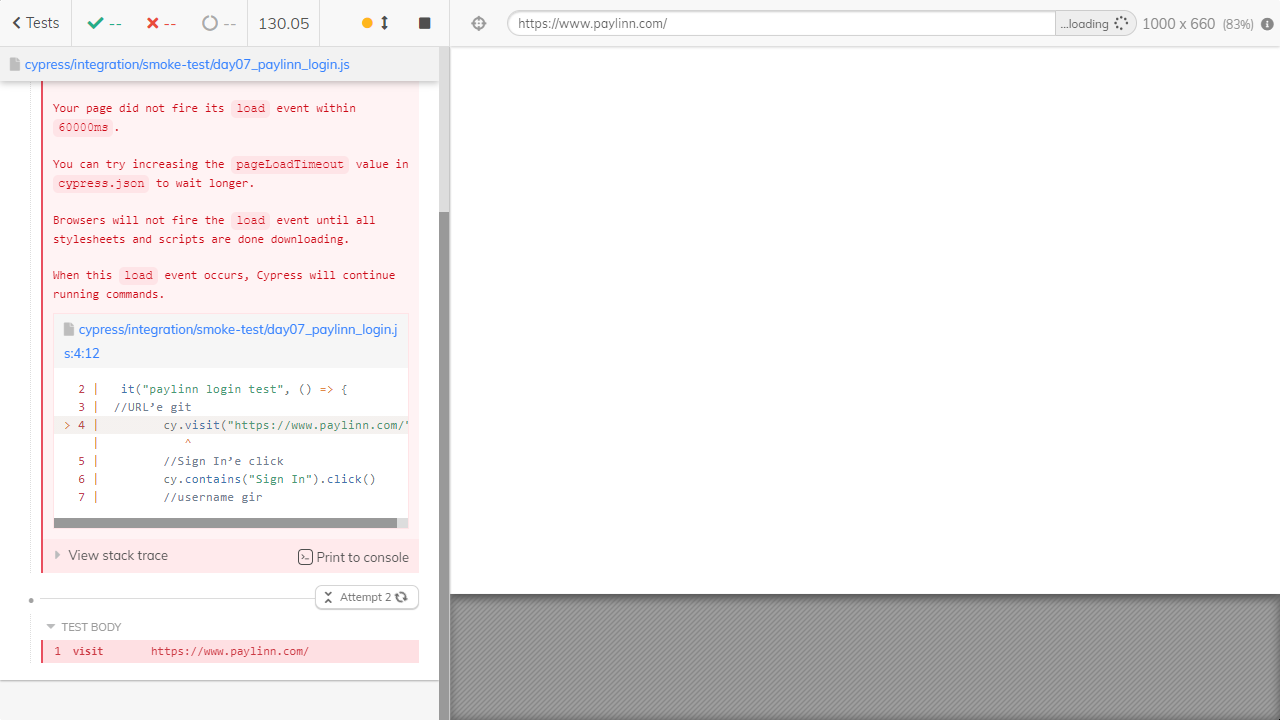 Tests
--
--
--
130.05
https://www.paylinn.com/
...loading
1000 x 660 (83%)
cypress/integration/smoke-test/day07_paylinn_login.js
Your page did not fire its load event within
60000ms.
You can try increasing the pageLoadTimeout value in
cypress.json to wait longer.
Browsers will not fire the load event until all
stylesheets and scripts are done downloading.
When this load event occurs, Cypress will continue
running commands.
cypress/integration/smoke-test/day07_paylinn_login.j
s:4:12
2 | it("paylinn login test", () => {
3 | //URL’e git
> 4 | cy.visit("https://www.paylinn.com/"
| ^
5 | //Sign In’e click
6 | cy.contains("Sign In").click()
7 | //username gir
View stack trace
Print to console
Attempt 2
TEST BODY
1 visit https://www.paylinn.com/